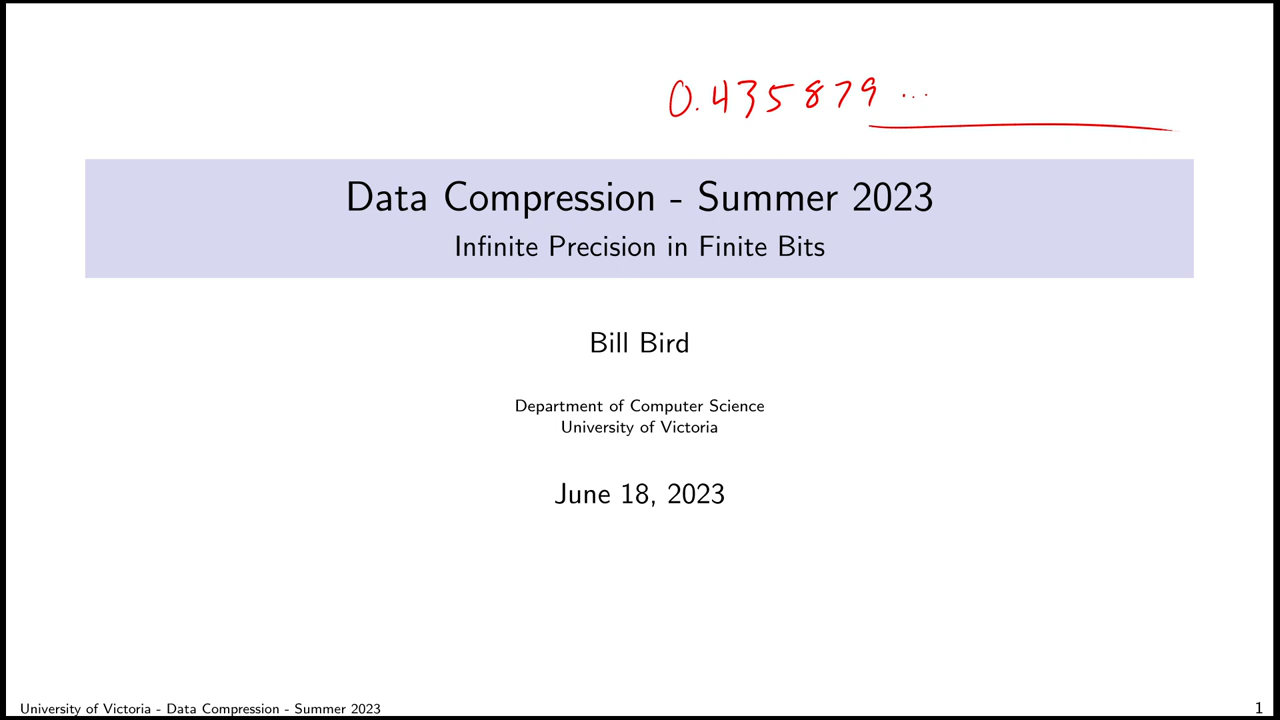 0.435879 ...
Data Compression - Summer 2023
Infinite Precision in Finite Bits
Bill Bird
Department of Computer Science
University of Victoria
June 18, 2023
University of Victoria - Data Compression - Summer 2023
1